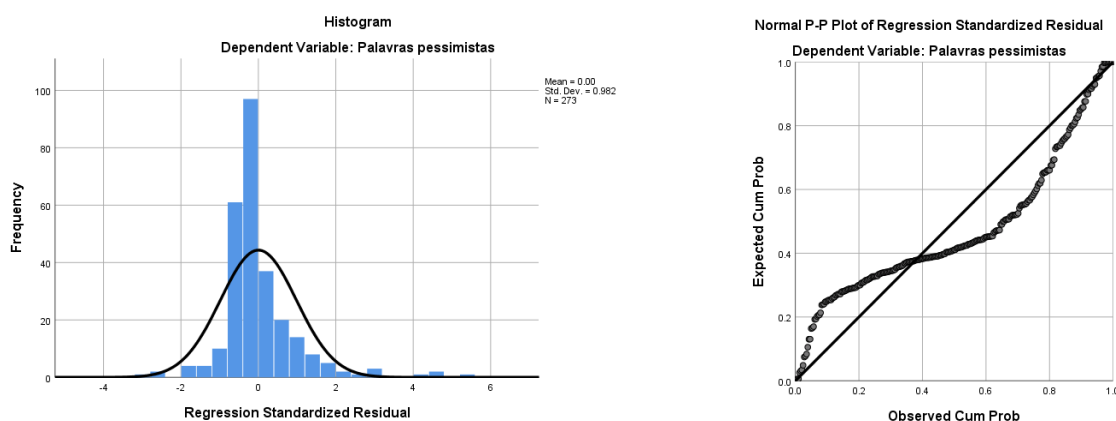 Histogram
Dependent Variable: Palavras pessimistas
Mean = 0.00
Std. Dev. = 0.982
N = 273
Frequency
100
80
60
40
20
0
-4
-2
0
2
4
6
Regression Standardized Residual
Normal P-P Plot of Regression Standardized Residual
Dependent Variable: Palavras pessimistas
Expected Cum Prob
1.0
0.8
0.6
0.4
0.2
0.0
0.0
0.2
0.4
0.6
0.8
1.0
Observed Cum Prob